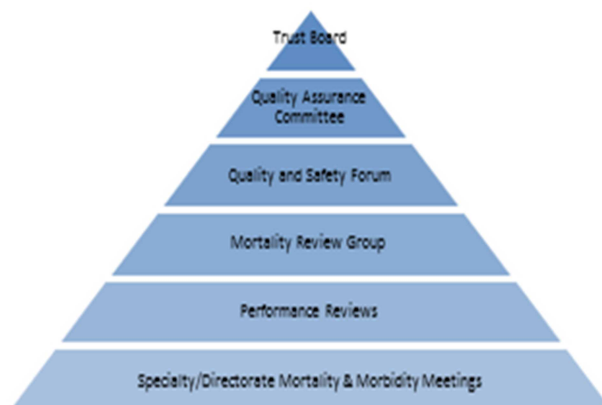 Trust Board
Quality Assurance
Committee
Quality and Safety Forum
Mortality Review Group
Performance Reviews
Specialty/Directorate Mortality & Morbidity Meetings